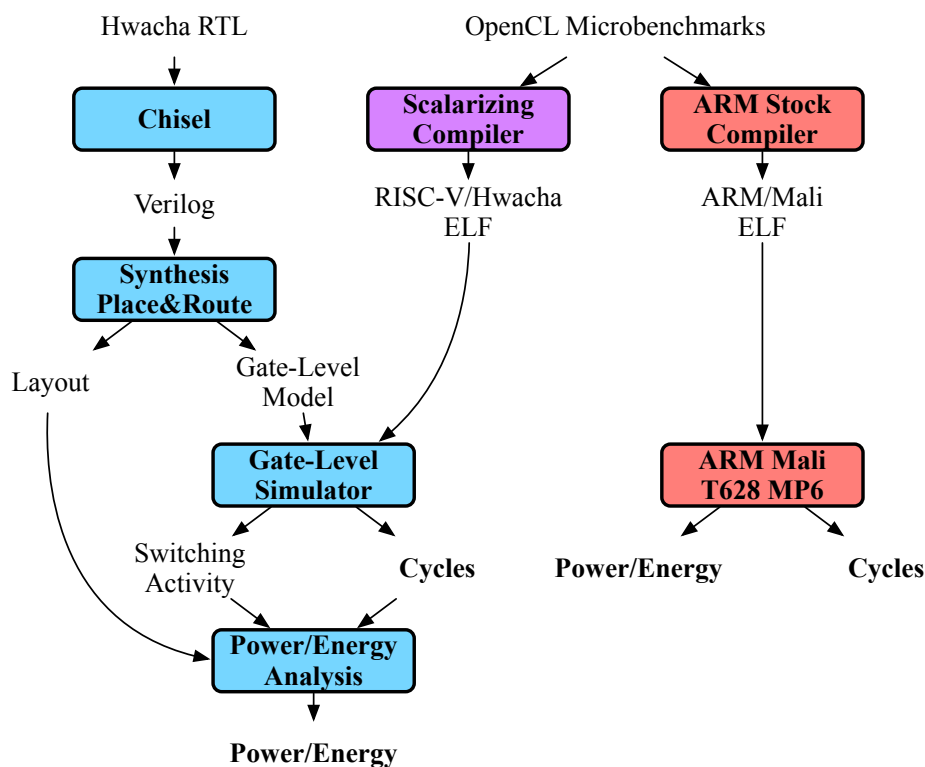 Hwacha RTL
OpenCL Microbenchmarks
Chisel
Scalarizing
Compiler
ARM Stock
Compiler
Verilog
RISC-V/Hwacha
ELF
ARM/Mali
ELF
Synthesis
Place&Route
Layout
Gate-Level
Model
Gate-Level
Simulator
ARM Mali
T628 MP6
Switching
Activity
Cycles
Power/Energy
Cycles
Power/Energy
Analysis
Power/Energy